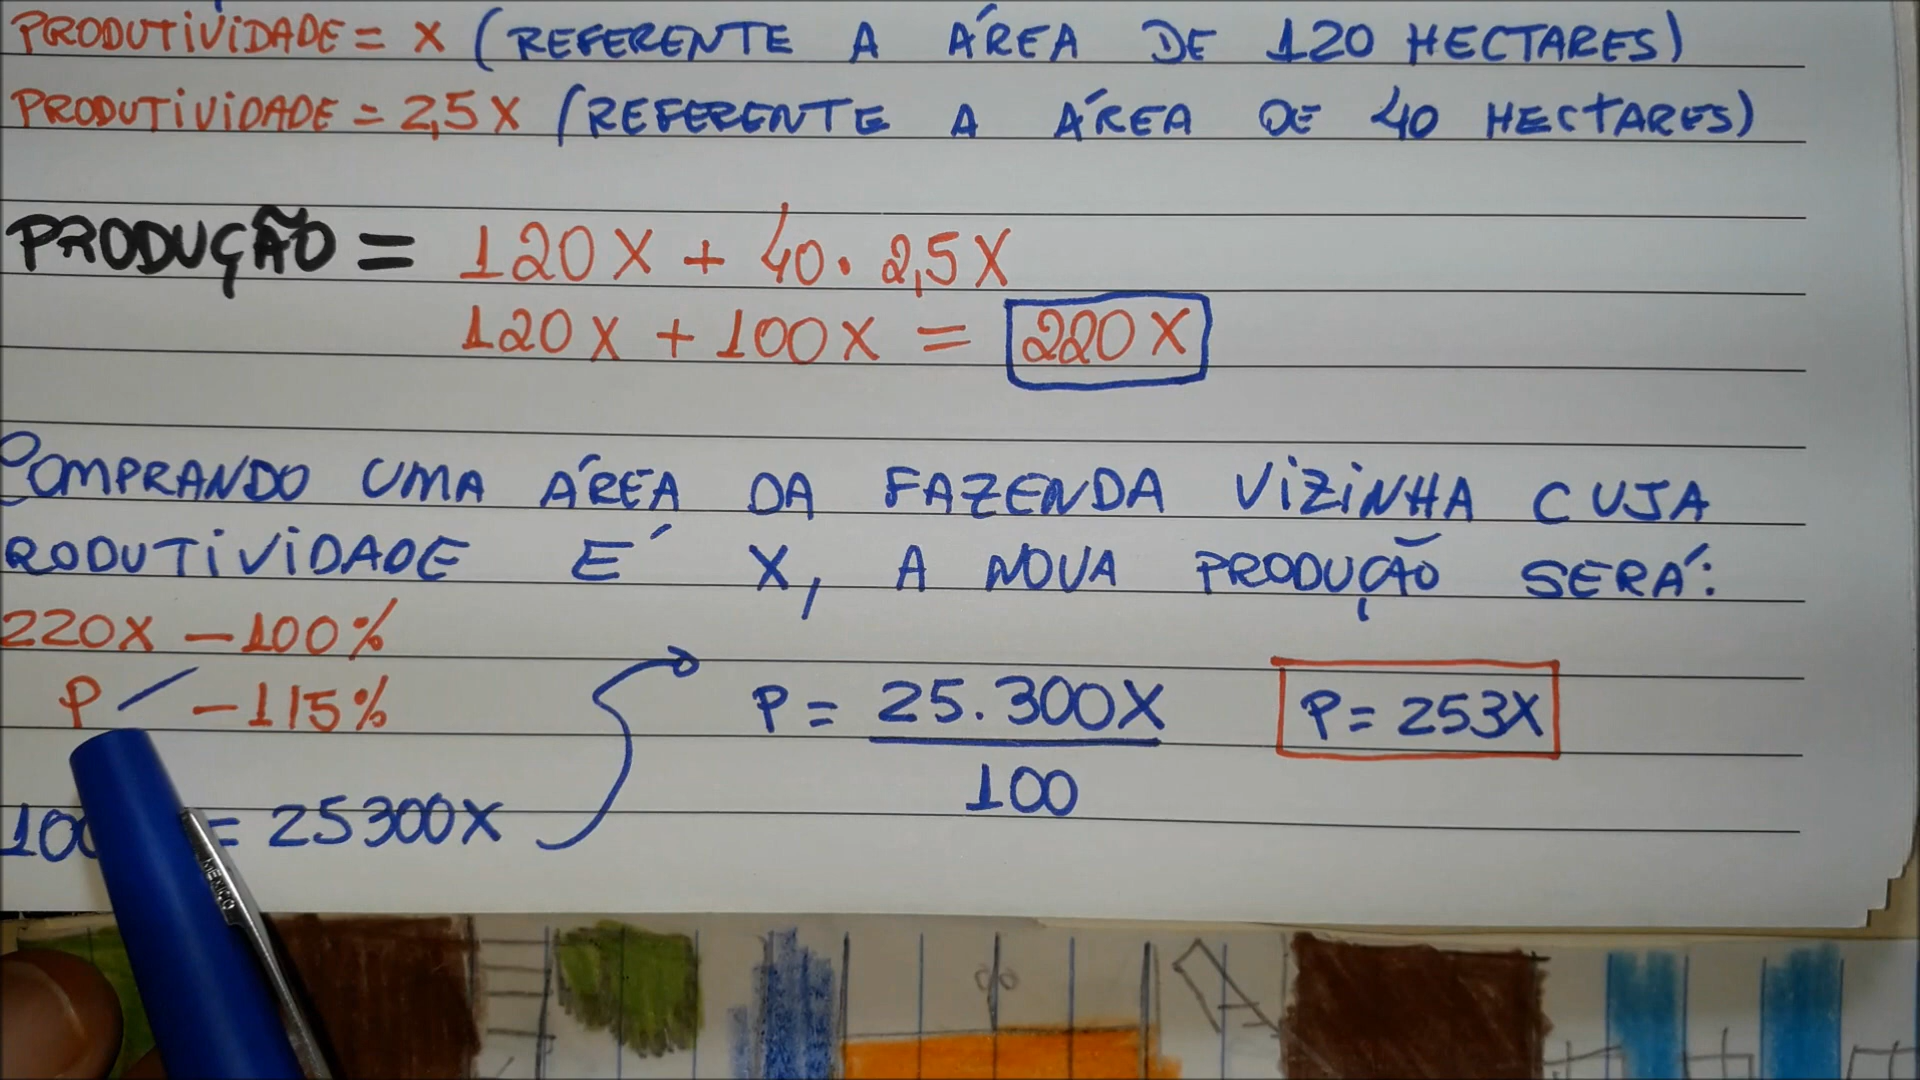 PRODUTIVIDADE = X (REFERENTE A ÁREA DE 120 HECTARES)
PRODUTIVIDADE = 2,5X (REFERENTE A ÁREA DE 40 HECTARES)
PRODUÇÃO = 120X + 40 · 2,5X
120X + 100X = 220X
COMPRANDO UMA ÁREA DA FAZENDA VIZINHA CUJA
RODUTIVIDADE É X, A NOVA PRODUÇÃO SERÁ:
220X – 100%
P – 115%
P = 25.300X
100
P = 253X
100 = 25300X
MEXICO